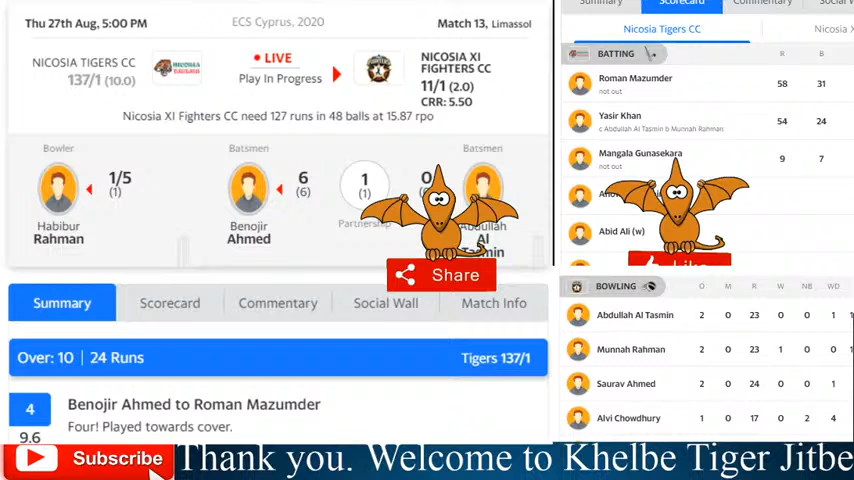 Thu 27th Aug, 5:00 PM
ECS Cyprus, 2020
Match 13, Limassol
NICOSIA TIGERS CC
137/1 (10.0)
LIVE
Play In Progress
NICOSIA XI
FIGHTERS CC
11/1 (2.0)
CRR: 5.50
Nicosia XI Fighters CC need 127 runs in 48 balls at 15.87 rpo
Bowler
Batsmen
Batsmen
1/5
(1)
6
(6)
1
(1)
0
Partnership
Habibur
Rahman
Benojir
Ahmed
Abdullah
Al
Share
Summary
Scorecard
Commentary
Social Wall
Match Info
Over: 10 | 24 Runs
Tigers 137/1
4
Benojir Ahmed to Roman Mazumder
Four! Played towards cover.
9.6
Summary
Scorecard
Commentary
Nicosia Tigers CC
Nicosia X
BATTING
R
B
Roman Mazumder
58
31
not out
Yasir Khan
54
24
c Abdullah Al Tasmin b Munnah Rahman
Mangala Gunasekara
9
7
not out
Abid Ali (w)
BOWLING
O
M
R
W
NB
WD
Abdullah Al Tasmin
2
0
23
0
0
1
Munnah Rahman
2
0
23
1
0
0
Saurav Ahmed
2
0
24
0
0
1
Alvi Chowdhury
1
0
17
0
2
4
Subscribe
Thank you. Welcome to Khelbe Tiger Jitbe